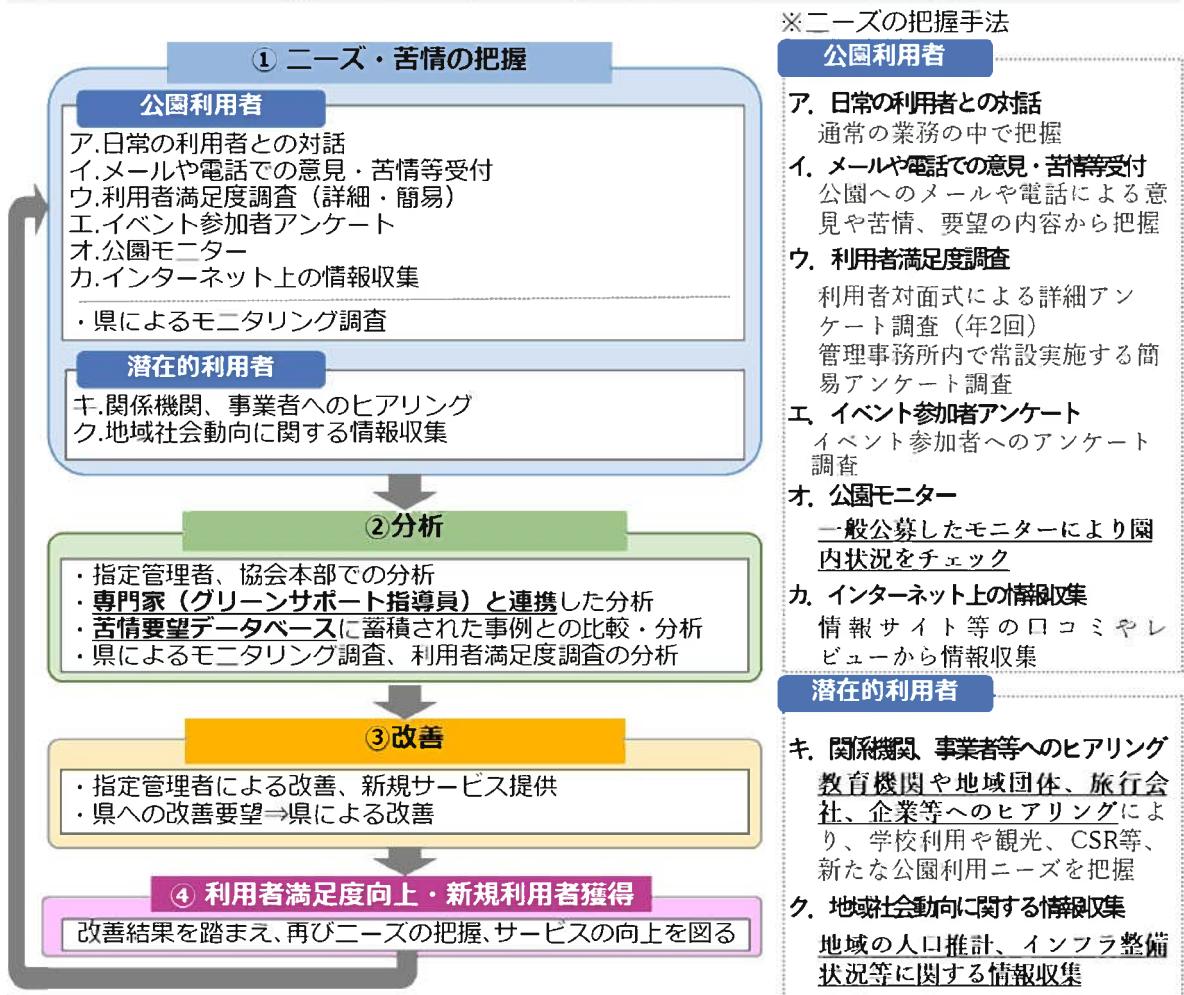 ① ニーズ・苦情の把握
公園利用者
ア.日常の利用者との対話
イ.メールや電話での意見・苦情等受付
ウ.利用者満足度調査（詳細・簡易）
エ.イベント参加者アンケート
オ.公園モニター
カ.インターネット上の情報収集
・県によるモニタリング調査
潜在的利用者
キ.関係機関、事業者へのヒアリング
ク.地域社会動向に関する情報収集
②分析
・指定管理者、協会本部での分析
・専門家（グリーンサポート指導員）と連携した分析
・苦情要望データベースに蓄積された事例との比較・分析
・県によるモニタリング調査、利用者満足度調査の分析
③改善
・指定管理者による改善、新規サービス提供
・県への改善要望⇒県による改善
④ 利用者満足度向上・新規利用者獲得
改善結果を踏まえ、再びニーズの把握、サービスの向上を図る
※ニーズの把握手法
公園利用者
ア．日常の利用者との対話
通常の業務の中で把握
イ．メールや電話での意見・苦情等受付
公園へのメールや電話による意
見や苦情、要望の内容から把握
ウ．利用者満足度調査
利用者対面式による詳細アン
ケート調査（年2回）
管理事務所内で常設実施する簡
易アンケート調査
エ．イベント参加者アンケート
イベント参加者へのアンケート
調査
オ．公園モニター
一般公募したモニターにより園
内状況をチェック
カ．インターネット上の情報収集
情報サイト等の口コミやレ
ビューから情報収集
潜在的利用者
キ．関係機関、事業者等へのヒアリング
教育機関や地域団体、旅行会
社、企業等へのヒアリングによ
り、学校利用や観光、CSR等、
新たな公園利用ニーズを把握
ク．地域社会動向に関する情報収集
地域の人口推計、インフラ整備
状況等に関する情報収集